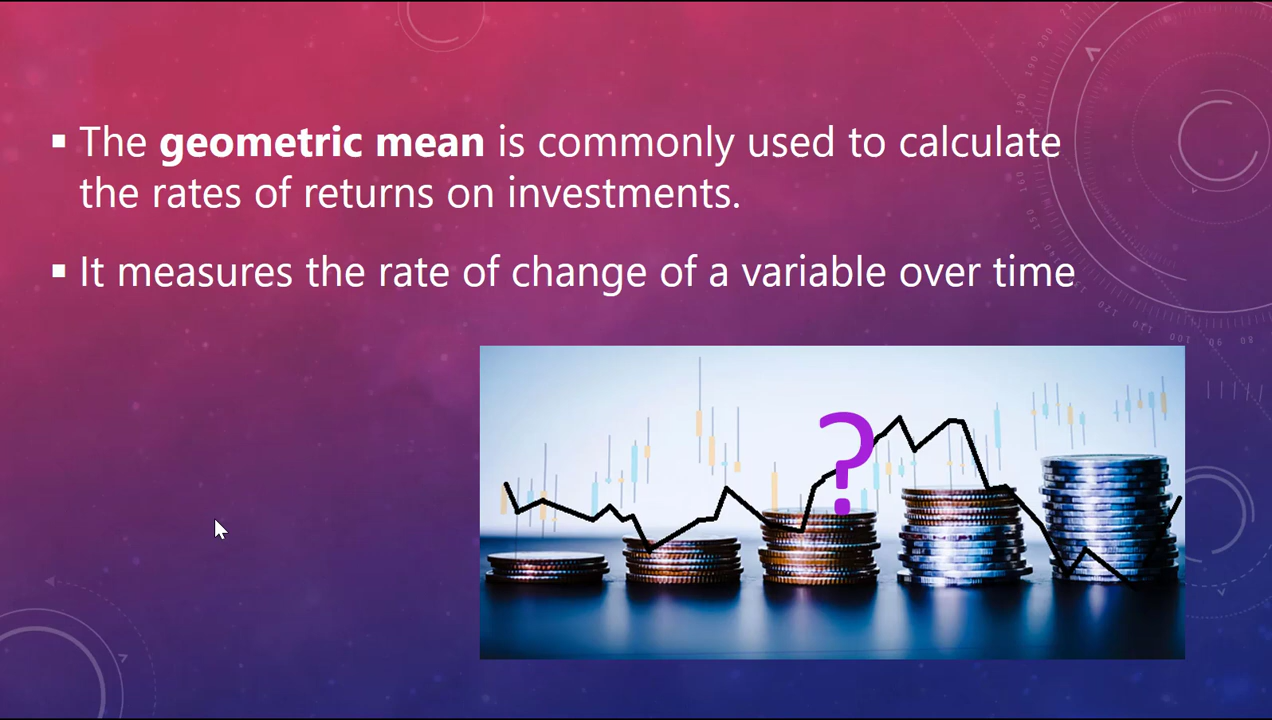 ▪ The geometric mean is commonly used to calculate
the rates of returns on investments.
▪ It measures the rate of change of a variable over time
?